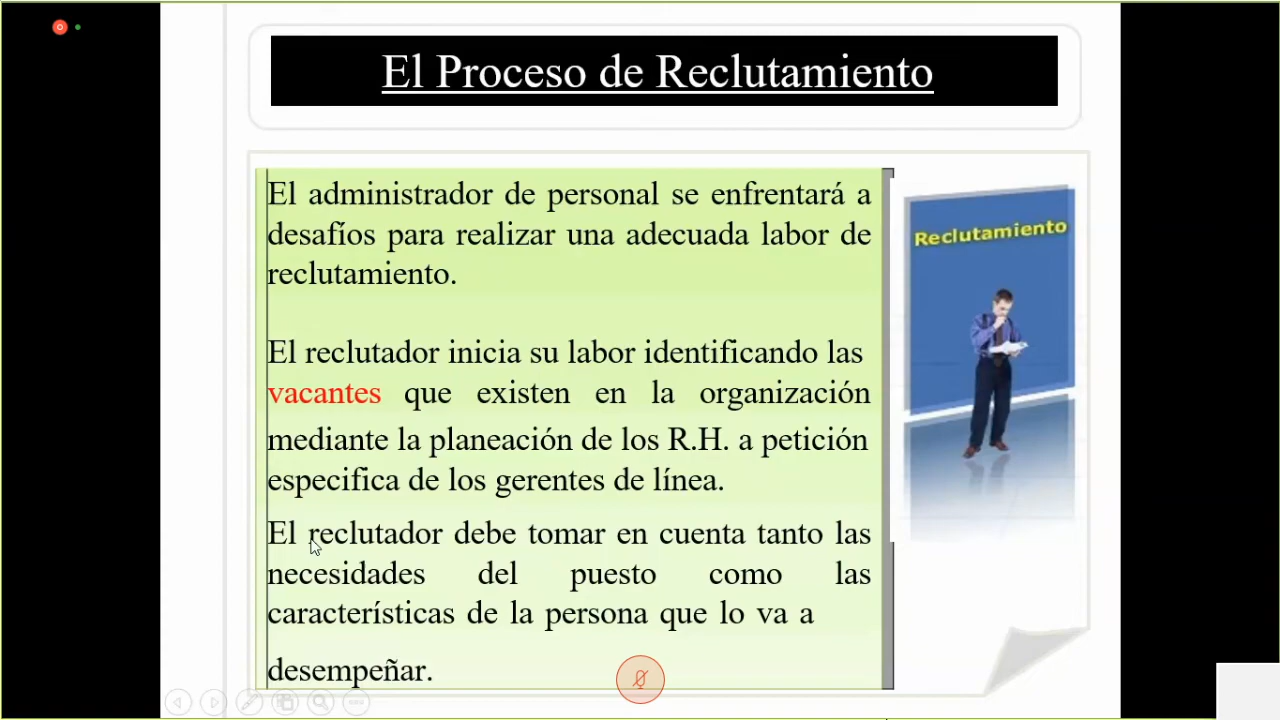 El Proceso de Reclutamiento
El administrador de personal se enfrentará a
desafíos para realizar una adecuada labor de
reclutamiento.
El reclutador inicia su labor identificando las
vacantes que existen en la organización
mediante la planeación de los R.H. a petición
especifica de los gerentes de línea.
El reclutador debe tomar en cuenta tanto las
necesidades del puesto como las
características de la persona que lo va a
desempeñar.
Reclutamiento